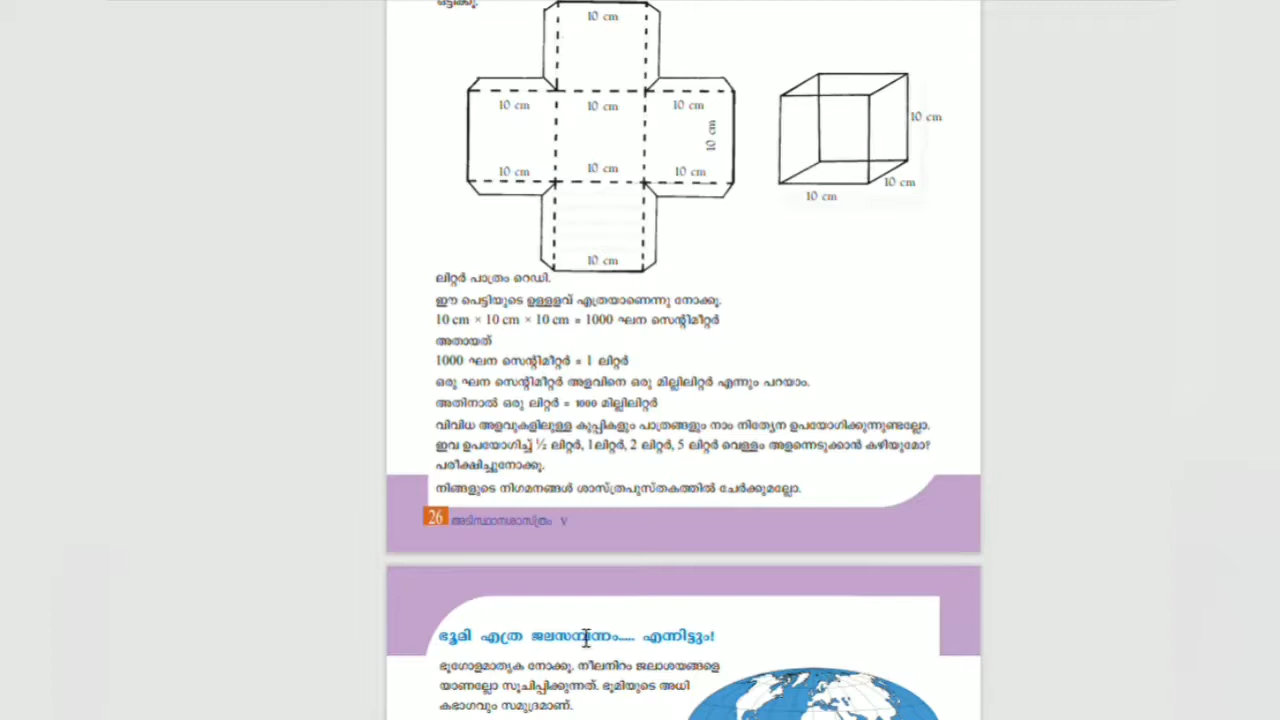 ഒട്ടിക്കൂ.
10 cm
10 cm 10 cm 10 cm
10 cm
10 cm 10 cm 10 cm
10 cm
10 cm
10 cm
10 cm
ലിറ്റർ പാത്രം റെഡി.
ഈ പെട്ടിയുടെ ഉള്ളളവ് എത്രയാണെന്നു നോക്കൂ.
10 cm × 10 cm × 10 cm = 1000 ഘന സെന്റിമീറ്റർ
അതായത്
1000 ഘന സെന്റിമീറ്റർ = 1 ലിറ്റർ
ഒരു ഘന സെന്റിമീറ്റർ അളവിനെ ഒരു മില്ലിലിറ്റർ എന്നും പറയാം.
അതിനാൽ ഒരു ലിറ്റർ = 1000 മില്ലിലിറ്റർ
വിവിധ അളവുകളിലുള്ള കുപ്പികളും പാത്രങ്ങളും നാം നിത്യേന ഉപയോഗിക്കുന്നുണ്ടല്ലോ.
ഇവ ഉപയോഗിച്ച് ½ ലിറ്റർ, 1ലിറ്റർ, 2 ലിറ്റർ, 5 ലിറ്റർ വെള്ളം അളന്നെടുക്കാൻ കഴിയുമോ?
പരീക്ഷിച്ചുനോക്കൂ.
നിങ്ങളുടെ നിഗമനങ്ങൾ ശാസ്ത്രപുസ്തകത്തിൽ ചേർക്കുമല്ലോ.
26 അടിസ്ഥാനശാസ്ത്രം V
ഭൂമി എത്ര ജലസമ്പന്നം..... എന്നിട്ടും!
ഭൂഗോളമാതൃക നോക്കൂ. നീലനിറം ജലാശയങ്ങളെ
യാണല്ലോ സൂചിപ്പിക്കുന്നത്. ഭൂമിയുടെ അധി
കഭാഗവും സമുദ്രമാണ്.